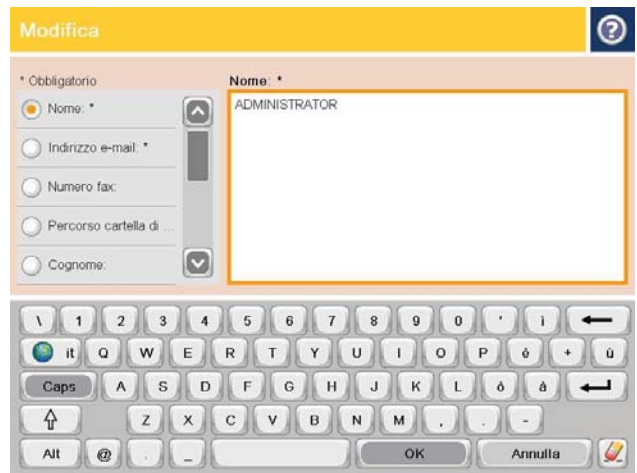 Modifica
* Obbligatorio
Nome: *
Indirizzo e-mail: *
Numero fax:
Percorso cartella di ...
Cognome:
Nome: *
ADMINISTRATOR
\ 1 2 3 4 5 6 7 8 9 0 ' ì
it Q W E R T Y U I O P è + ù
Caps A S D F G H J K L ò à
Z X C V B N M , . -
Alt @ . _ OK Annulla